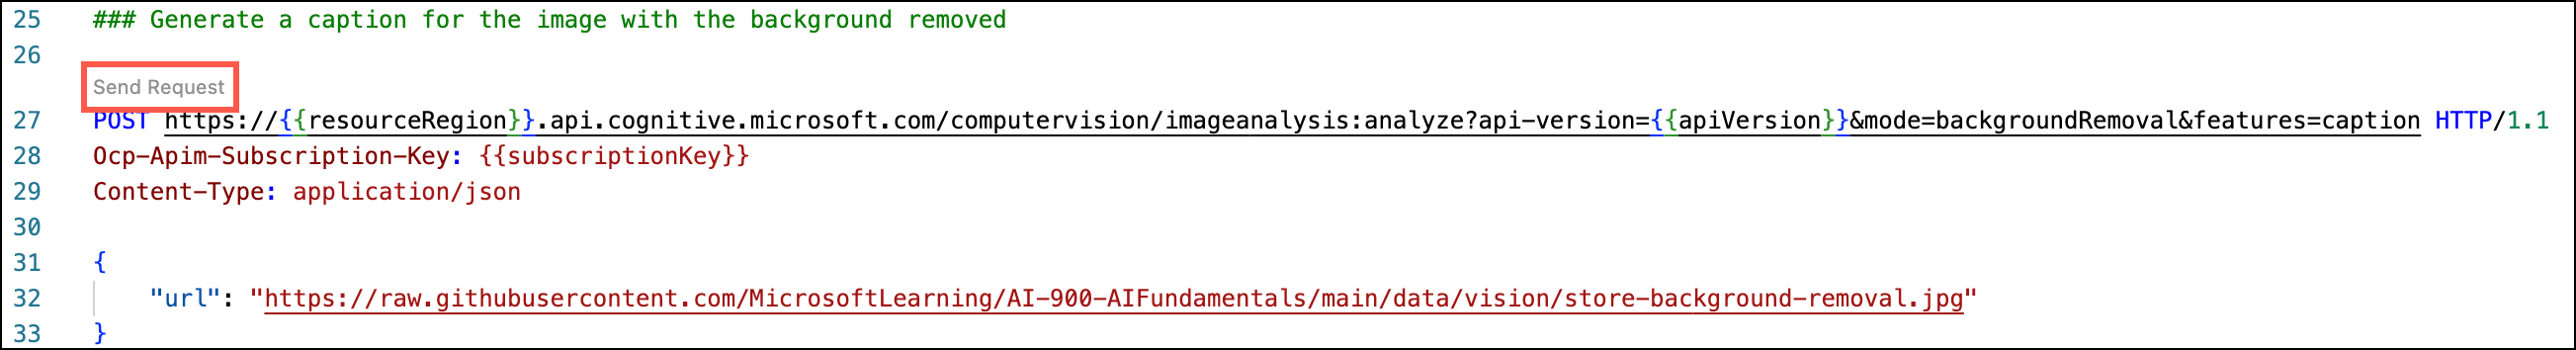 25 ### Generate a caption for the image with the background removed
26
Send Request
27 POST https://{{resourceRegion}}.api.cognitive.microsoft.com/computervision/imageanalysis:analyze?api-version={{apiVersion}}&mode=backgroundRemoval&features=caption HTTP/1.1
28 Ocp-Apim-Subscription-Key: {{subscriptionKey}}
29 Content-Type: application/json
30
31 {
32 "url": "https://raw.githubusercontent.com/MicrosoftLearning/AI-900-AIFundamentals/main/data/vision/store-background-removal.jpg"
33 }